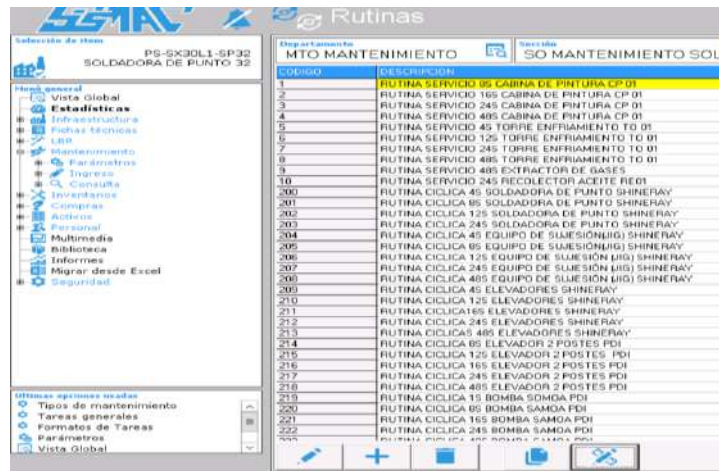 SISMAC
Rutinas
Selección de Item
PS-SX30L1-SP32
SOLDADORA DE PUNTO 32
Menú general
Vista Global
Estadísticas
Infraestructura
Fichas técnicas
LBR
Mantenimiento
Parámetros
Ingreso
Consulta
Inventarios
Compras
Activos
Personal
Multimedia
Biblioteca
Informes
Migrar desde Excel
Seguridad
Ultimas opciones usadas
Tipos de mantenimiento
Tareas generales
Formatos de Tareas
Parámetros
Vista Global
Departamento
MTO MANTENIMIENTO
Sección
SO MANTENIMIENTO SOL
CODIGO DESCRIPCION
1 RUTINA SERVICIO 8S CABINA DE PINTURA CP 01
2 RUTINA SERVICIO 16S CABINA DE PINTURA CP 01
3 RUTINA SERVICIO 24S CABINA DE PINTURA CP 01
4 RUTINA SERVICIO 48S CABINA DE PINTURA CP 01
5 RUTINA SERVICIO 4S TORRE ENFRIAMIENTO TO 01
6 RUTINA SERVICIO 12S TORRE ENFRIAMIENTO TO 01
7 RUTINA SERVICIO 24S TORRE ENFRIAMIENTO TO 01
8 RUTINA SERVICIO 48S TORRE ENFRIAMIENTO TO 01
9 RUTINA SERVICIO 48S EXTRACTOR DE GASES
10 RUTINA SERVICIO 24S RECOLECTOR ACEITE RE01
200 RUTINA CICLICA 4S SOLDADORA DE PUNTO SHINERAY
201 RUTINA CICLICA 8S SOLDADORA DE PUNTO SHINERAY
202 RUTINA CICLICA 12S SOLDADORA DE PUNTO SHINERAY
203 RUTINA CICLICA 24S SOLDADORA DE PUNTO SHINERAY
204 RUTINA CICLICA 4S EQUIPO DE SUJESIÓN(JIG) SHINERAY
205 RUTINA CICLICA 8S EQUIPO DE SUJESIÓN(JIG) SHINERAY
206 RUTINA CICLICA 12S EQUIPO DE SUJESIÓN (JIG) SHINERAY
207 RUTINA CICLICA 24S EQUIPO DE SUJESIÓN (JIG) SHINERAY
208 RUTINA CICLICA 48S EQUIPO DE SUJESIÓN (JIG) SHINERAY
209 RUTINA CICLICA 4S ELEVADORES SHINERAY
210 RUTINA CICLICA 12S ELEVADORES SHINERAY
211 RUTINA CICLICA16S ELEVADORES SHINERAY
212 RUTINA CICLICA 24S ELEVADORES SHINERAY
213 RUTINA CICLICAS 48S ELEVADORES SHINERAY
214 RUTINA CICLICA 8S ELEVADOR 2 POSTES PDI
215 RUTINA CICLICA 12S ELEVADOR 2 POSTES PDI
216 RUTINA CICLICA 16S ELEVADOR 2 POSTES PDI
217 RUTINA CICLICA 24S ELEVADOR 2 POSTES PDI
218 RUTINA CICLICA 48S ELEVADOR 2 POSTES PDI
219 RUTINA CICLICA 1S BOMBA SOMOA PDI
220 RUTINA CICLICA 8S BOMBA SAMOA PDI
221 RUTINA CICLICA 16S BOMBA SAMOA PDI
222 RUTINA CICLICA 24S BOMBA SAMOA PDI